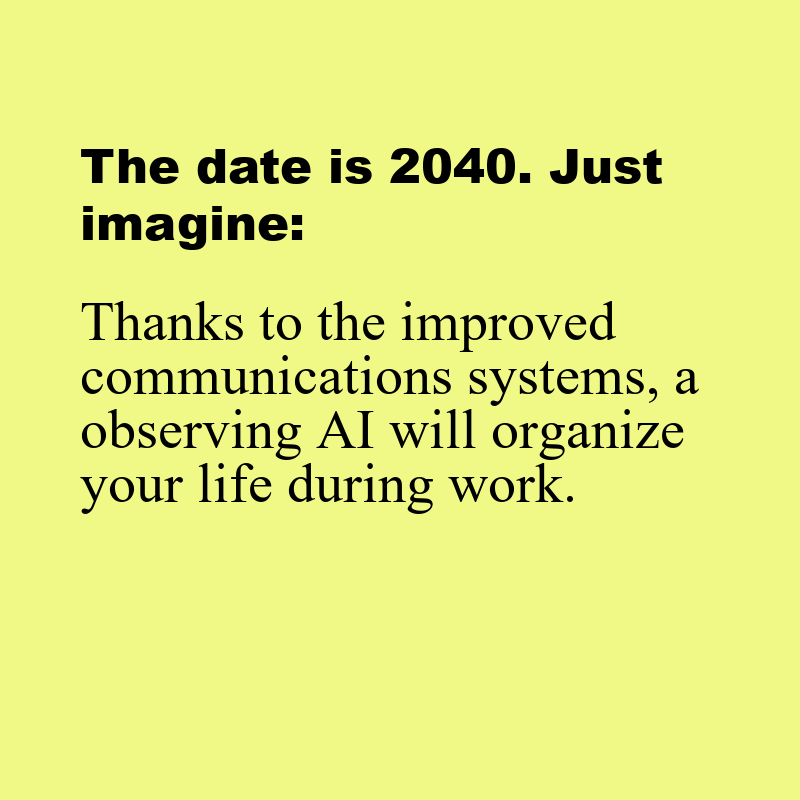 The date is 2040. Just
imagine:
Thanks to the improved
communications systems, a
observing AI will organize
your life during work.